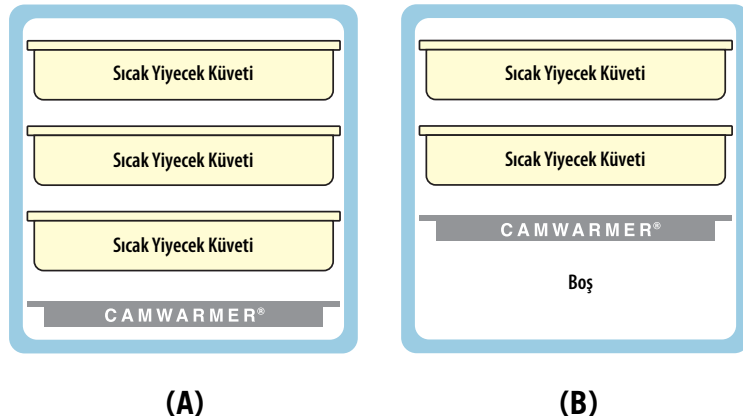 Sıcak Yiyecek Küveti
Sıcak Yiyecek Küveti
Sıcak Yiyecek Küveti
CAMWARMER®
(A)
Sıcak Yiyecek Küveti
Sıcak Yiyecek Küveti
CAMWARMER®
Boş
(B)